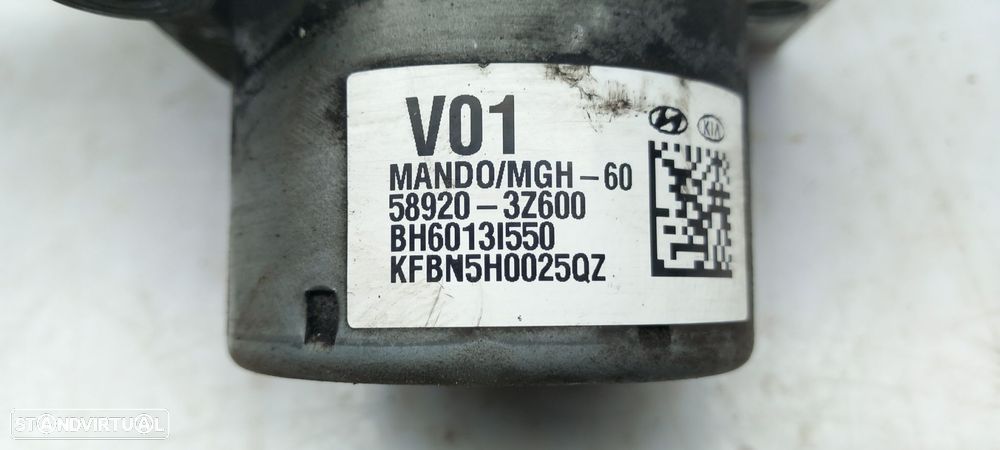 V01
KIA
MANDO/MGH-60
58920-3Z600
BH6013I550
KFBN5H0025QZ
STANDVIRTUAL